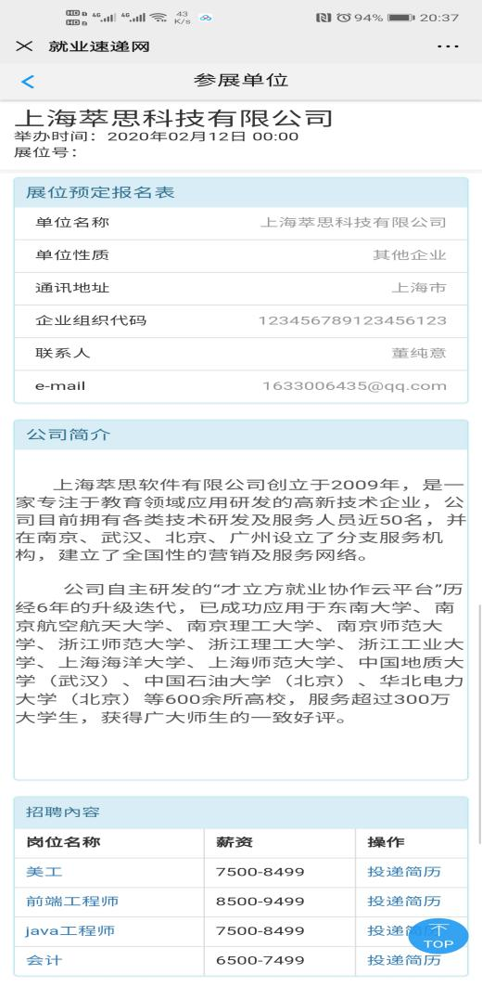 HD 4G 4G 43 K/s 94% 20:37
就业速递网 ...
参展单位
上海萃思科技有限公司
举办时间：2020年02月12日 00:00
展位号：
展位预定报名表
单位名称 上海萃思科技有限公司
单位性质 其他企业
通讯地址 上海市
企业组织代码 123456789123456123
联系人 董纯意
e-mail 1633006435@qq.com
公司简介
上海萃思软件有限公司创立于2009年，是一
家专注于教育领域应用研发的高新技术企业，公
司目前拥有各类技术研发及服务人员近50名，并
在南京、武汉、北京、广州设立了分支服务机
构，建立了全国性的营销及服务网络。
公司自主研发的“才立方就业协作云平台”历
经6年的升级迭代，已成功应用于东南大学、南
京航空航天大学、南京理工大学、南京师范大
学、浙江师范大学、浙江理工大学、浙江工业大
学、上海海洋大学、上海师范大学、中国地质大
学（武汉）、中国石油大学（北京）、华北电力
大学（北京）等600余所高校，服务超过300万
大学生，获得广大师生的一致好评。
招聘内容
岗位名称 薪资 操作
美工 7500-8499 投递简历
前端工程师 8500-9499 投递简历
java工程师 7500-8499 投递
TOP
会计 6500-7499 投递简历